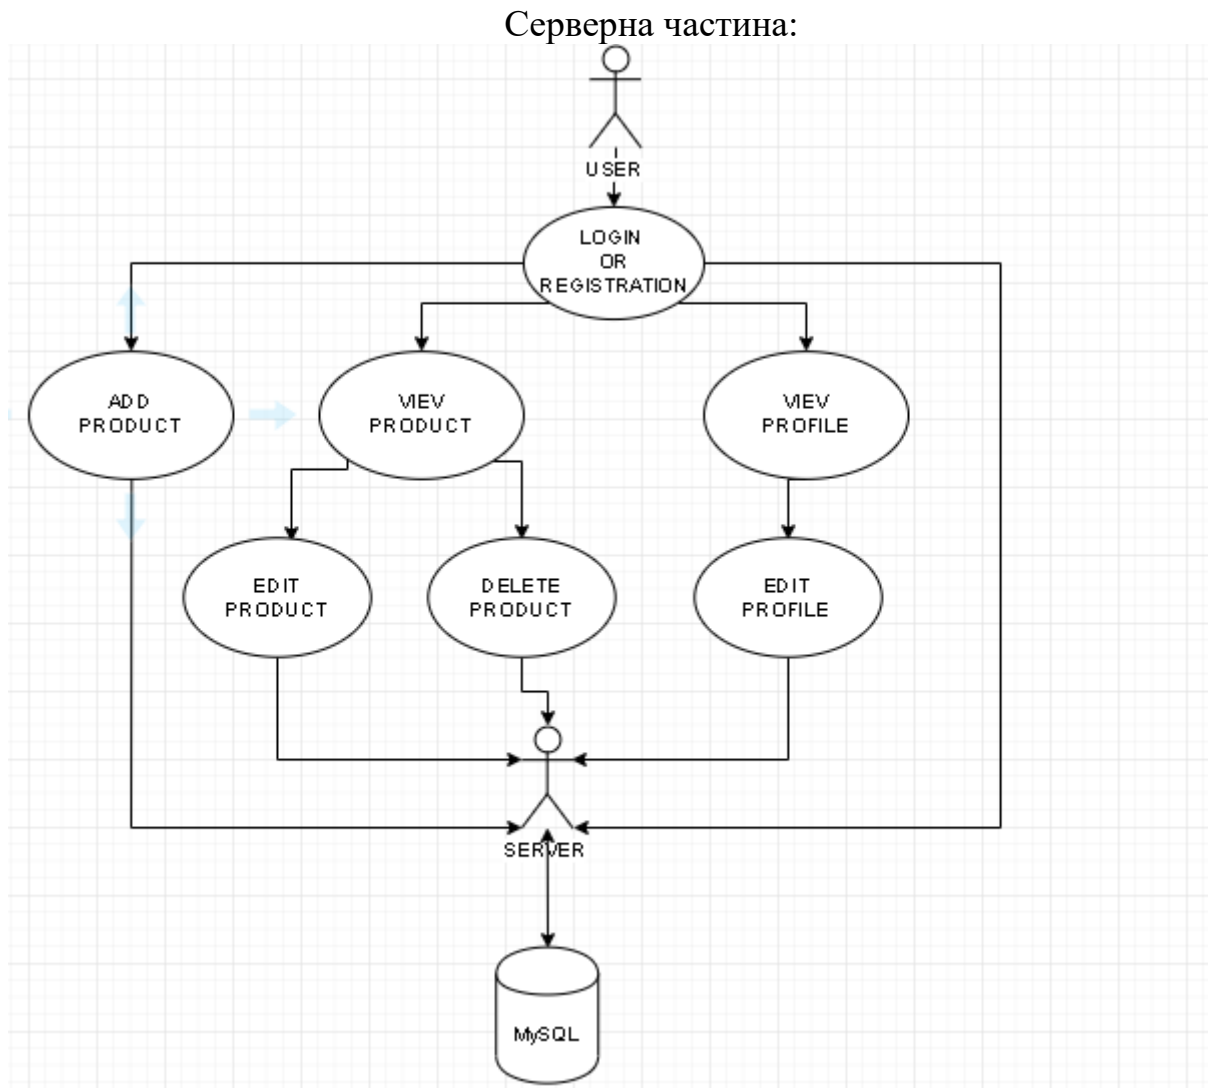 Серверна частина:
USER
LOGIN
OR
REGISTRATION
ADD
PRODUCT
VIEV
PRODUCT
VIEV
PROFILE
EDIT
PRODUCT
DELETE
PRODUCT
EDIT
PROFILE
SERVER
MySQL